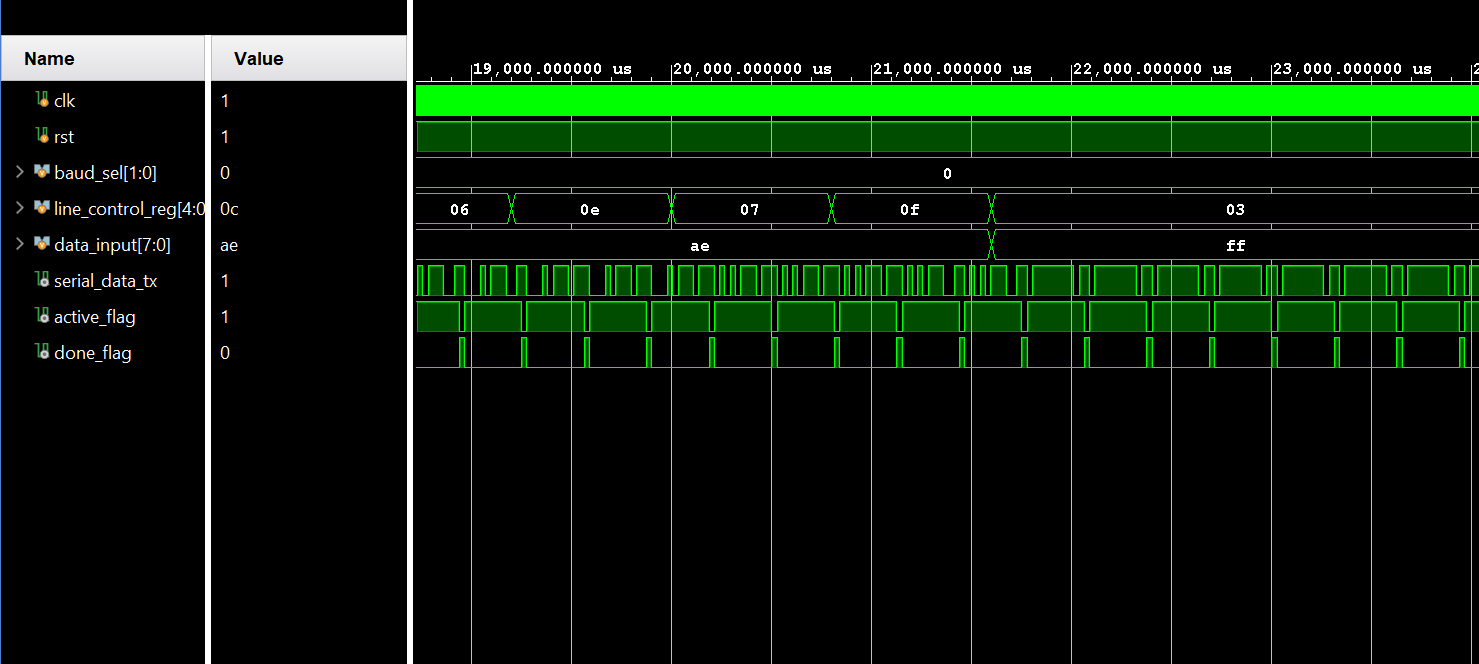 Name Value
19,000.000000 us 20,000.000000 us 21,000.000000 us 22,000.000000 us 23,000.000000 us 2
clk 1
rst 1
baud_sel[1:0] 0 0
line_control_reg[4:0 0c 06 0e 07 0f 03
data_input[7:0] ae ae ff
serial_data_tx 1
active_flag 1
done_flag 0